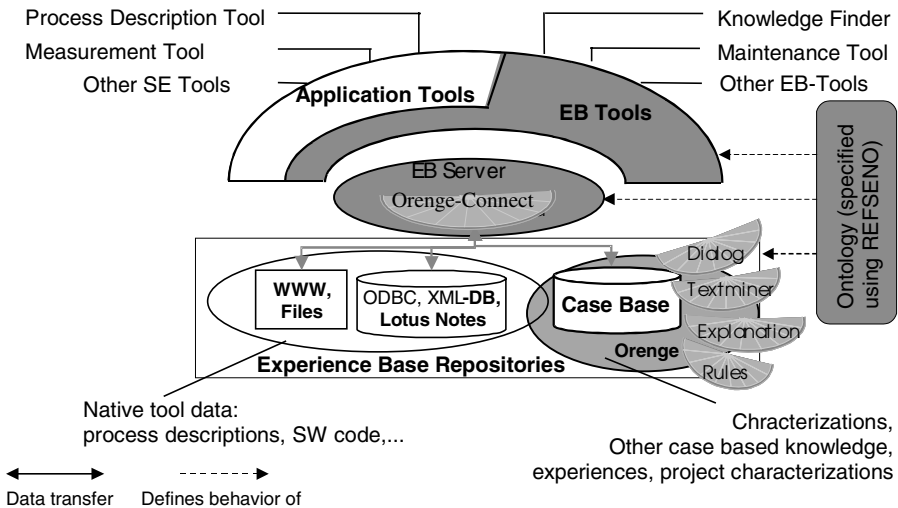 Process Description Tool
Knowledge Finder
Measurement Tool
Maintenance Tool
Other SE Tools
Other EB-Tools
Application Tools
EB Tools
EB Server
Orenge-Connect
Ontology (specified
using REFSENO)
Dialog
WWW,
Files
ODBC, XML-DB,
Lotus Notes
Case Base
Textminer
Explanation
Orenge
Rules
Experience Base Repositories
Native tool data:
process descriptions, SW code,...
Chracterizations,
Other case based knowledge,
experiences, project characterizations
Data transfer
Defines behavior of